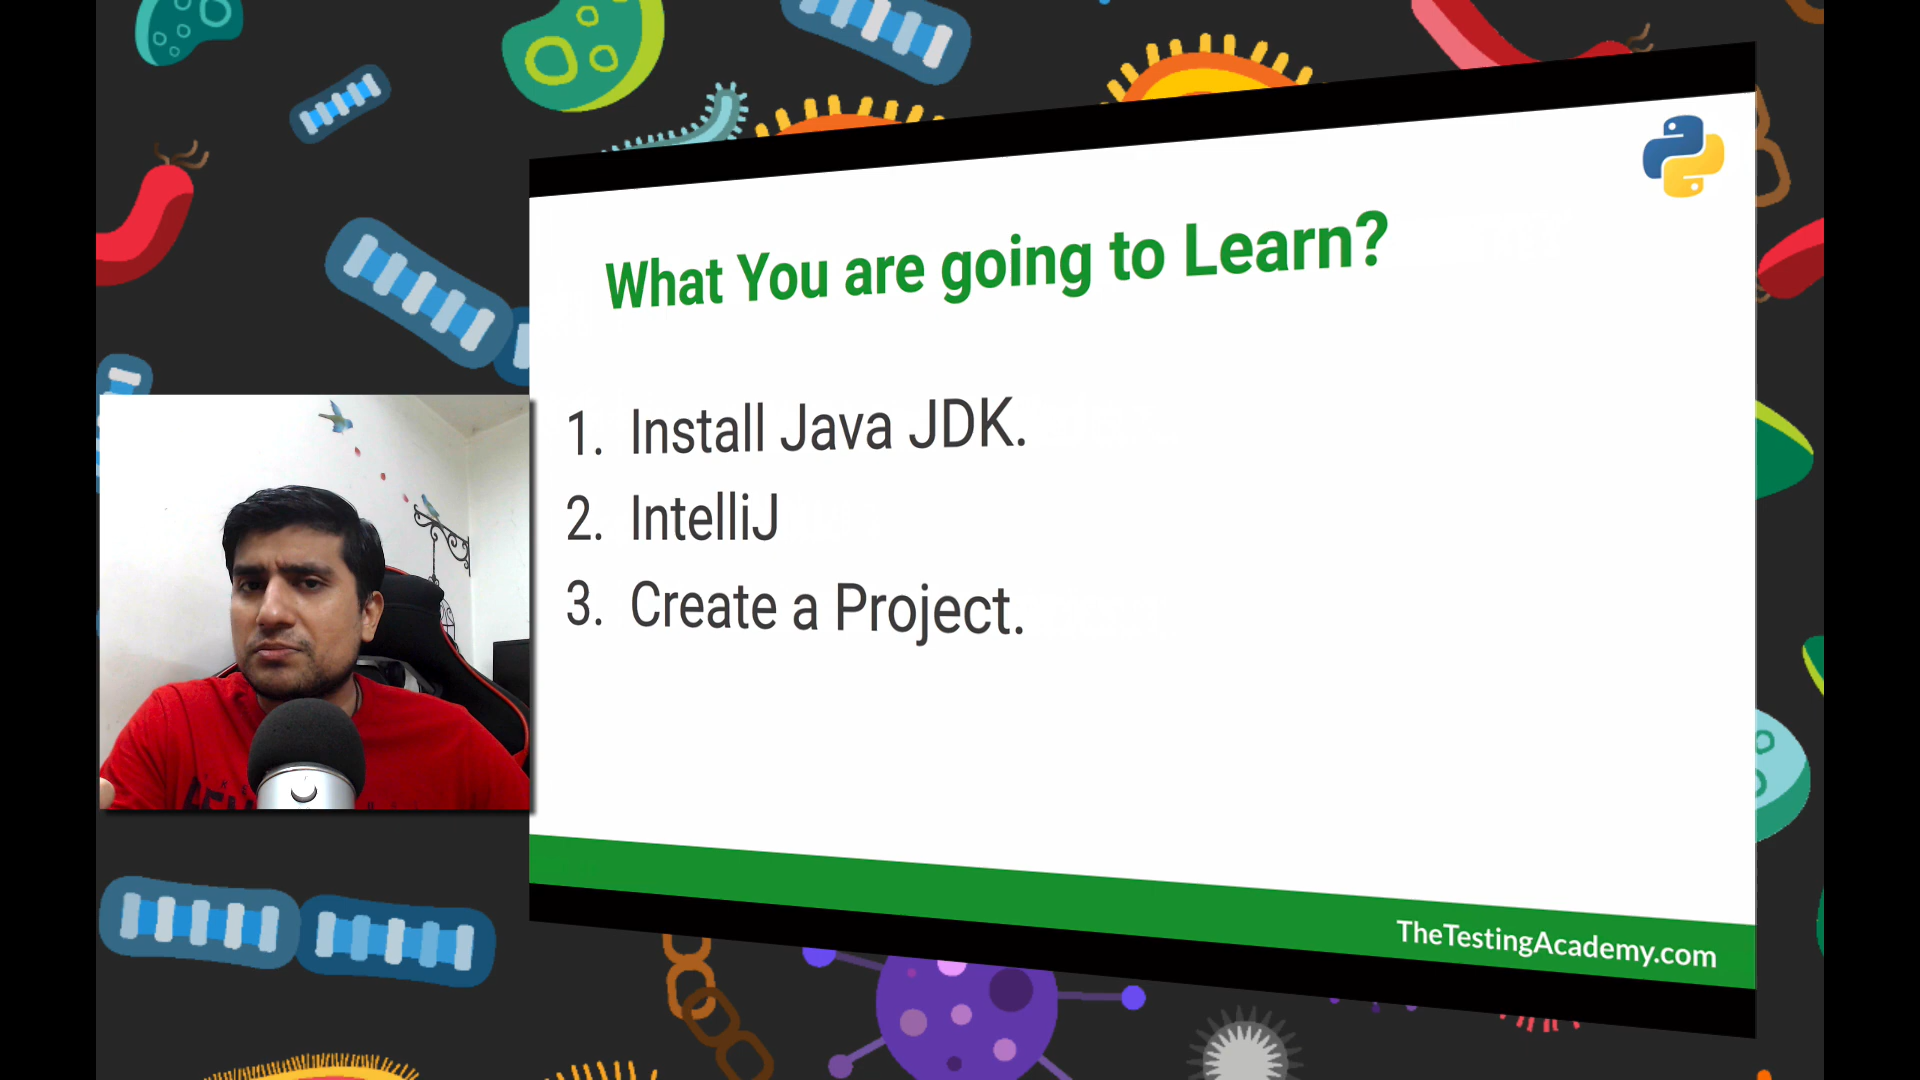 What You are going to Learn?
1. Install Java JDK.
2. IntelliJ
3. Create a Project.
TheTestingAcademy.com